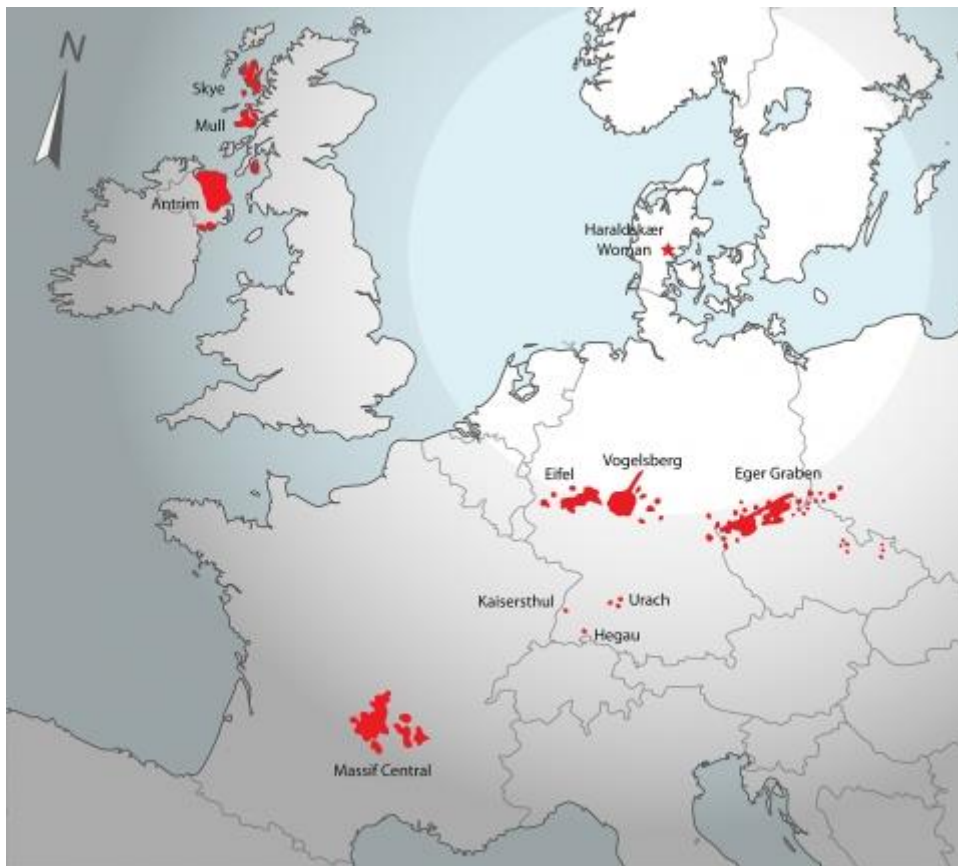 N
Skye
Mull
Antrim
Haraldskær
Woman
Eifel
Vogelsberg
Eger Graben
Kaisersthul
Urach
Hegau
Massif Central